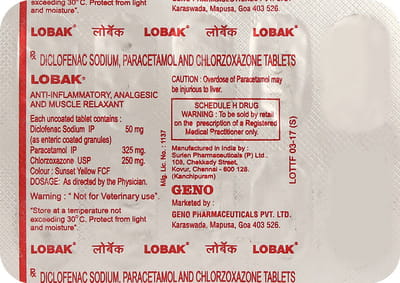 exceeding 30°C. Protect from light
and moisture".
Karaswada, Mapusa, Goa 403 526.
LOBAK® लोबॅक LOBAK® लोबॅक LOBAK®
Rx DICLOFENAC SODIUM, PARACETAMOL AND CHLORZOXAZONE TABLETS
LOBAK®
ANTI-INFLAMMATORY, ANALGESIC
AND MUSCLE RELAXANT
Each uncoated tablet contains :
Diclofenac Sodium IP 50 mg
(as enteric coated granules)
Paracetamol IP 325 mg.
Chlorzoxazone USP 250 mg.
Colour : Sunset Yellow FCF
DOSAGE: As directed by the Physician.
Warning : "Not for Veterinary use".
"Store at a temperature not
exceeding 30°C. Protect from light
and moisture".
CAUTION : Overdose of Paracetamol may
be injurious to liver.
SCHEDULE H DRUG
WARNING : To be sold by retail
on the prescription of a Registered
Medical Practitioner only.
Mfg. Lic. No. : 1137
Manufactured in India by :
Surien Pharmaceuticals (P) Ltd.
108, Chekkady Street,
Kovur, Chennai - 600 128.
(Kanchipuram)
GENO
Marketed by :
GENO PHARMACEUTICALS PVT. LTD.
Karaswada, Mapusa, Goa 403 526.
LOTTF 03-17 (S)
LOBAK® लोबॅक LOBAK® लोबॅक LOBAK®
Rx DICLOFENAC SODIUM, PARACETAMOL AND CHLORZOXAZONE TABLETS